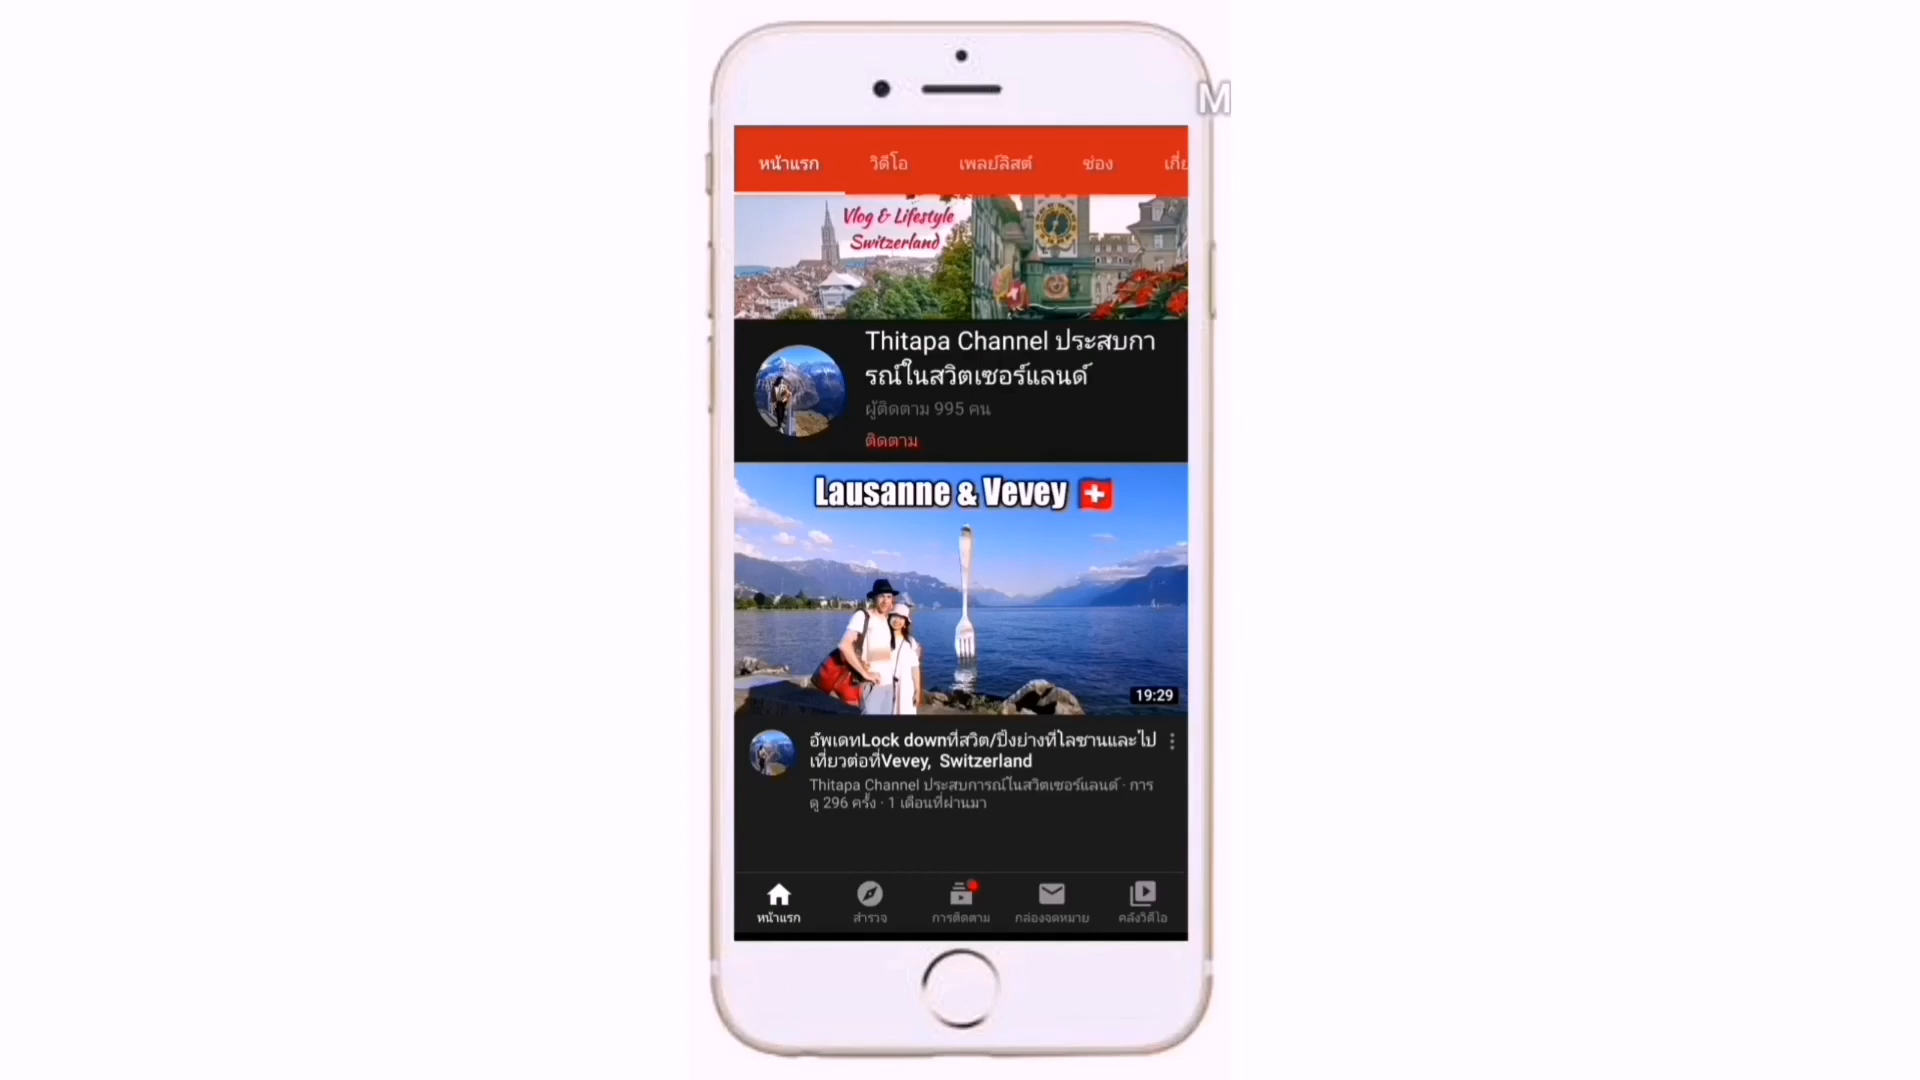 M
หน้าแรก วิดีโอ เพลย์ลิสต์ ช่อง
Vlog & Lifestyle
Switzerland
Thitapa Channel ประสบกา
รณ์ในสวิตเซอร์แลนด์
ผู้ติดตาม 995 คน
ติดตาม
Lausanne & Vevey
19:29
อัพเดทLock downที่สวิต/ปิ้งย่างที่โลซานและไป
เที่ยวต่อที่Vevey, Switzerland
Thitapa Channel ประสบการณ์ในสวิตเซอร์แลนด์ · การ
ดู 296 ครั้ง · 1 เดือนที่ผ่านมา
หน้าแรก สำรวจ การติดตาม กล่องจดหมาย คลังวิดีโอ